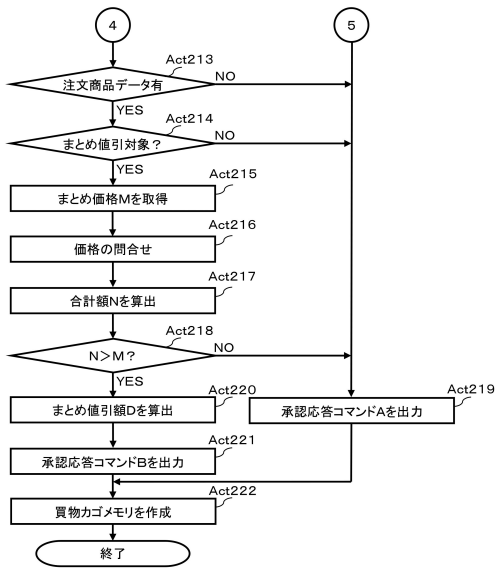 4
5
Act213
注文商品データ有
NO
YES
Act214
まとめ値引対象？
NO
YES
Act215
まとめ価格Mを取得
Act216
価格の問合せ
Act217
合計額Nを算出
Act218
N＞M？
NO
YES
Act220
まとめ値引額Dを算出
Act219
承認応答コマンドAを出力
Act221
承認応答コマンドBを出力
Act222
買物カゴメモリを作成
終了